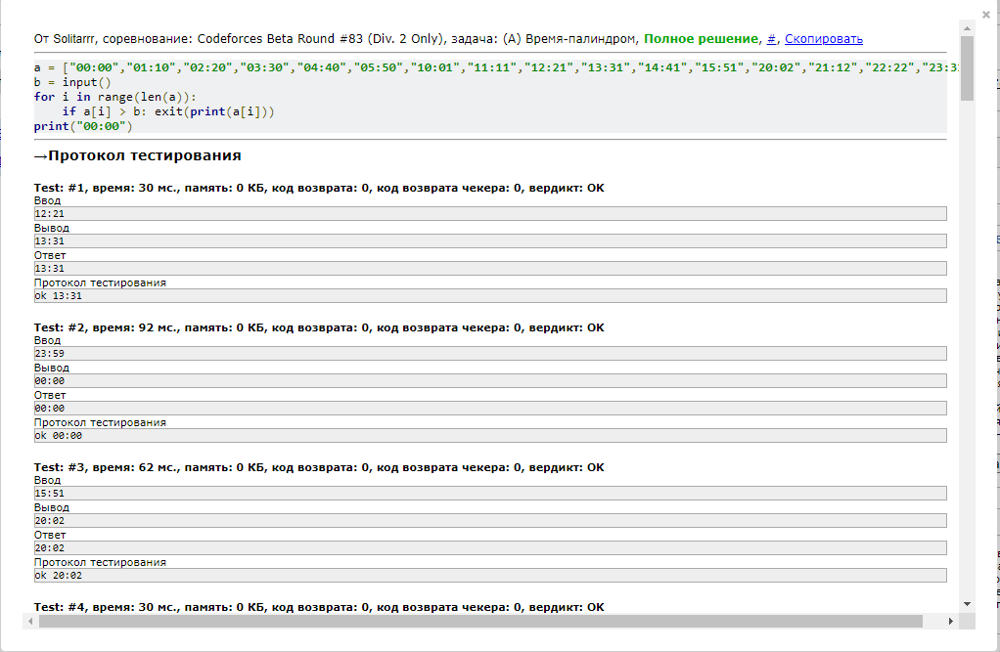 От Solitarrr, соревнование: Codeforces Beta Round #83 (Div. 2 Only), задача: (A) Время-палиндром, Полное решение, #, Скопировать
a = ["00:00","01:10","02:20","03:30","04:40","05:50","10:01","11:11","12:21","13:31","14:41","15:51","20:02","21:12","22:22","23:3
b = input()
for i in range(len(a)):
    if a[i] > b: exit(print(a[i]))
print("00:00")
→Протокол тестирования
Test: #1, время: 30 мс., память: 0 КБ, код возврата: 0, код возврата чекера: 0, вердикт: OK
Ввод
12:21
Вывод
13:31
Ответ
13:31
Протокол тестирования
ok 13:31
Test: #2, время: 92 мс., память: 0 КБ, код возврата: 0, код возврата чекера: 0, вердикт: OK
Ввод
23:59
Вывод
00:00
Ответ
00:00
Протокол тестирования
ok 00:00
Test: #3, время: 62 мс., память: 0 КБ, код возврата: 0, код возврата чекера: 0, вердикт: OK
Ввод
15:51
Вывод
20:02
Ответ
20:02
Протокол тестирования
ok 20:02
Test: #4, время: 30 мс., память: 0 КБ, код возврата: 0, код возврата чекера: 0, вердикт: OK